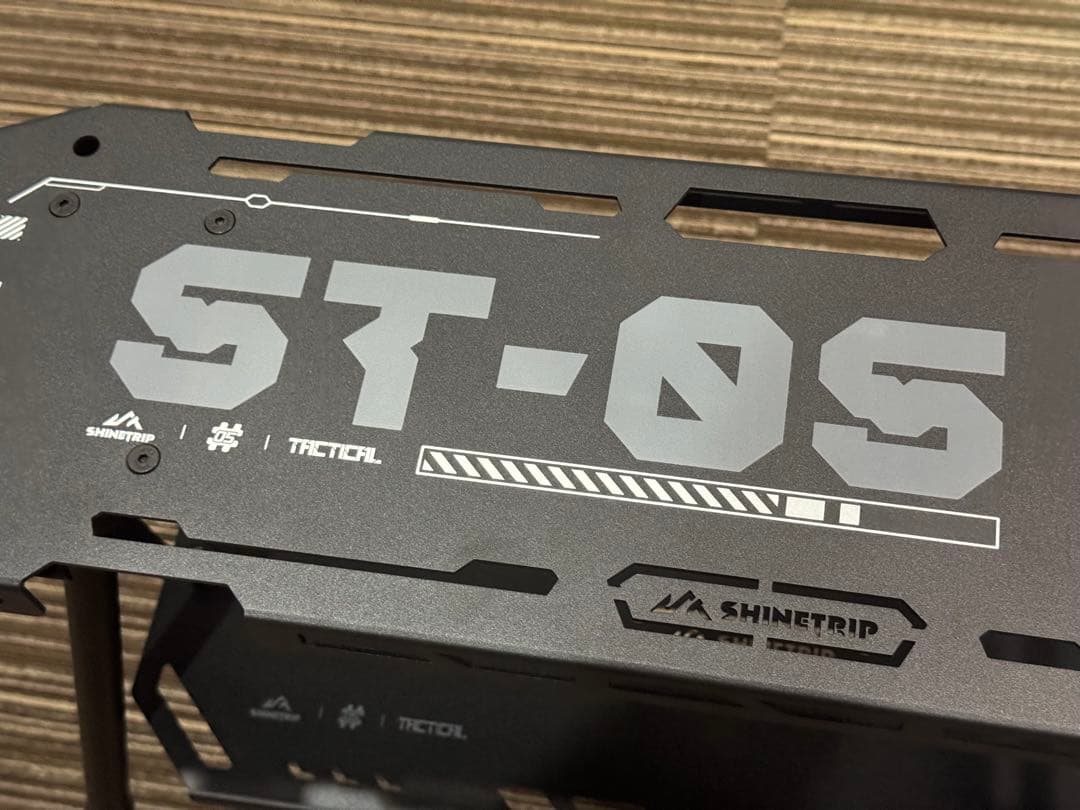 ST-05
SHINETRIP | #05 | TACTICAL
SHINETRIP
SHINETRIP | # | TACTICAL